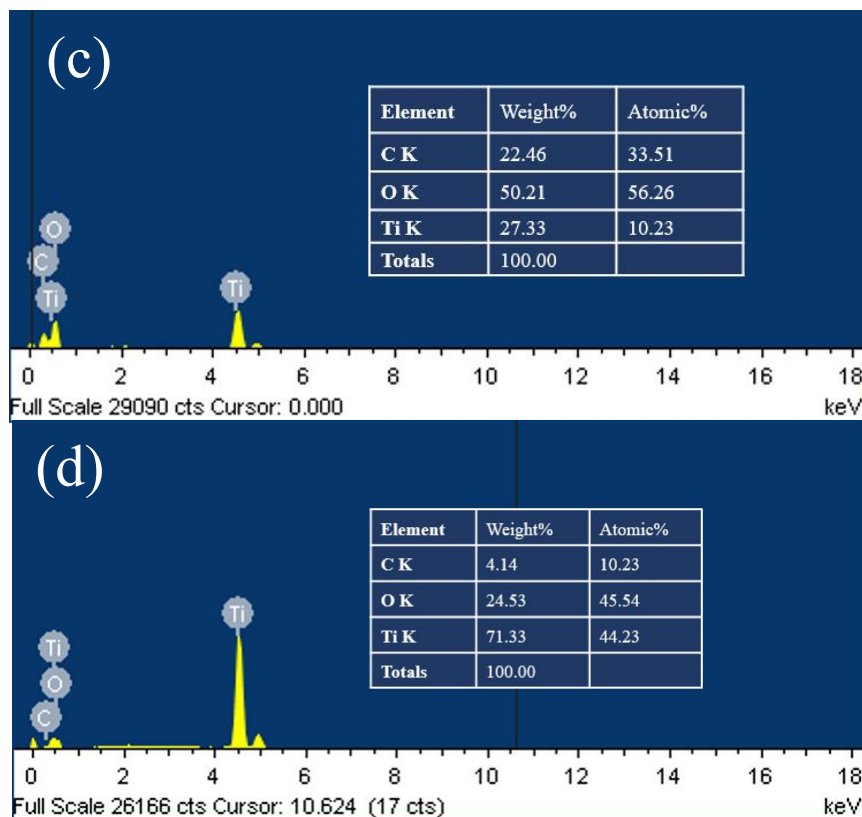 (c)
Element Weight% Atomic%
C K 22.46 33.51
O K 50.21 56.26
Ti K 27.33 10.23
Totals 100.00
O
C
Ti
Ti
0 2 4 6 8 10 12 14 16 18
Full Scale 29090 cts Cursor: 0.000 keV
(d)
Element Weight% Atomic%
C K 4.14 10.23
O K 24.53 45.54
Ti K 71.33 44.23
Totals 100.00
Ti
Ti
O
C
0 2 4 6 8 10 12 14 16 18
Full Scale 26166 cts Cursor: 10.624 (17 cts) keV